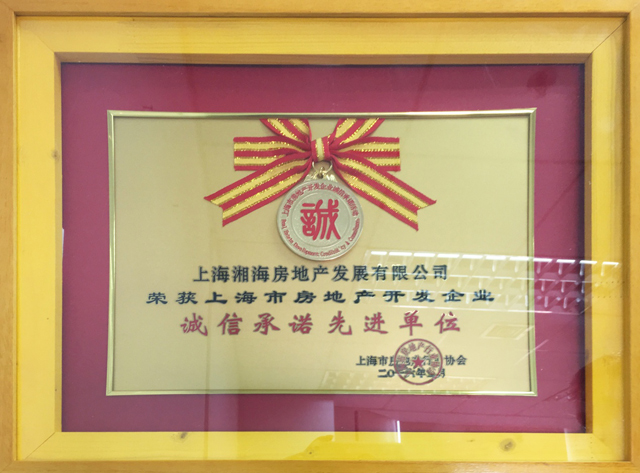 誠
上海湘海房地产发展有限公司
荣获上海市房地产开发企业
诚信承诺先进单位
上海市房 协会